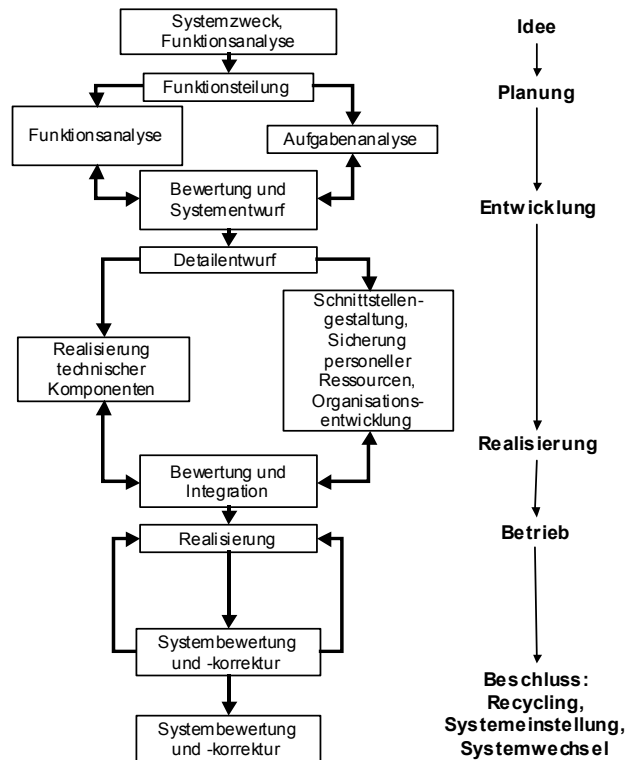 Systemzweck,
Funktionsanalyse
Idee
Funktionsteilung
Planung
Funktionsanalyse
Aufgabenanalyse
Bewertung und
Systementwurf
Entwicklung
Detailentwurf
Schnittstellen-
gestaltung,
Sicherung
personeller
Ressourcen,
Organisations-
entwicklung
Realisierung
technischer
Komponenten
Realisierung
Bewertung und
Integration
Realisierung
Betrieb
Systembewertung
und -korrektur
Beschluss:
Recycling,
Systemeinstellung,
Systemwechsel
Systembewertung
und -korrektur